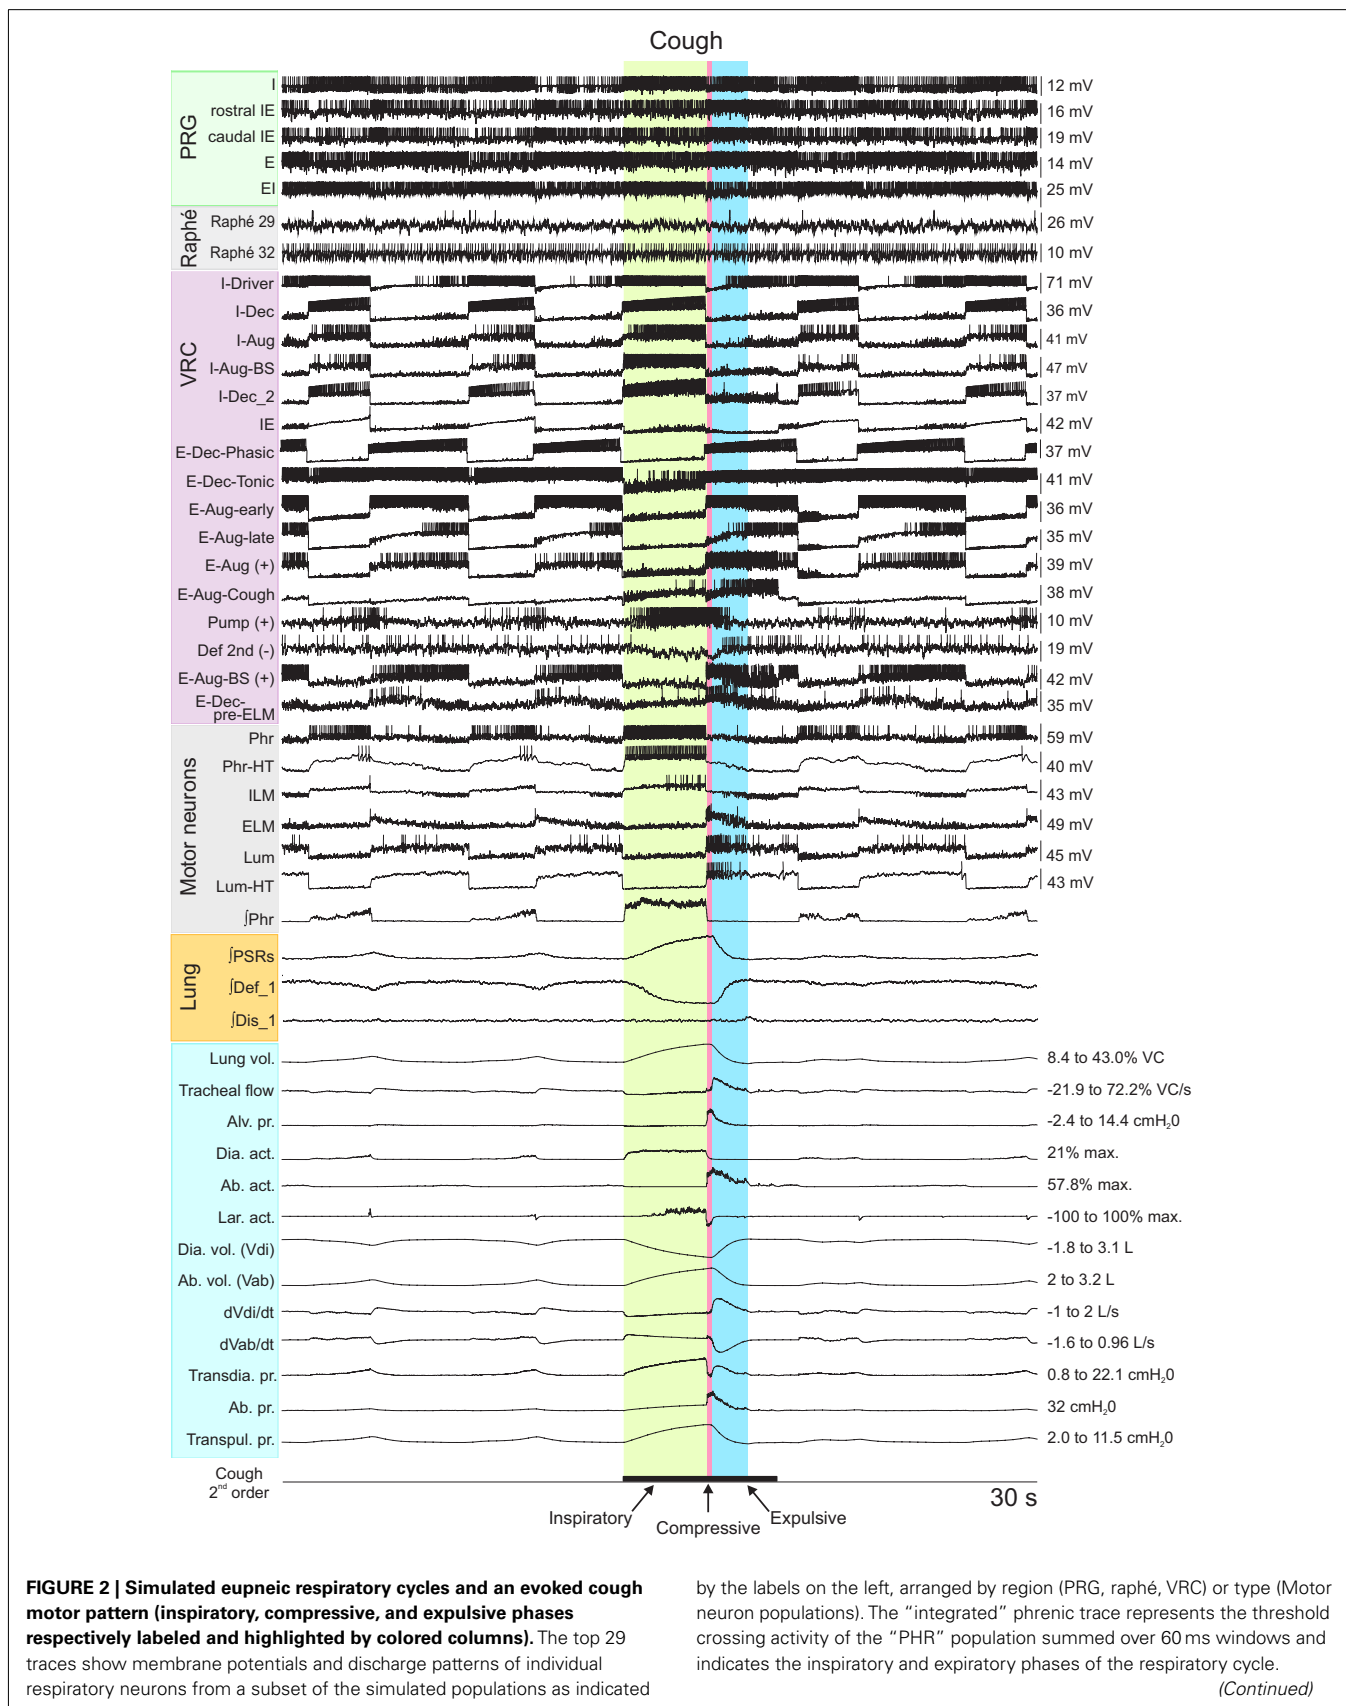 Cough
PRG
I
12 mV
rostral IE
16 mV
caudal IE
19 mV
E
14 mV
EI
25 mV
Raphé
Raphé 29
26 mV
Raphé 32
10 mV
VRC
I-Driver
71 mV
I-Dec
36 mV
I-Aug
41 mV
I-Aug-BS
47 mV
I-Dec_2
37 mV
IE
42 mV
E-Dec-Phasic
37 mV
E-Dec-Tonic
41 mV
E-Aug-early
36 mV
E-Aug-late
35 mV
E-Aug (+)
39 mV
E-Aug-Cough
38 mV
Pump (+)
10 mV
Def 2nd (-)
19 mV
E-Aug-BS (+)
42 mV
E-Dec-
pre-ELM
35 mV
Motor neurons
Phr
59 mV
Phr-HT
40 mV
ILM
43 mV
ELM
49 mV
Lum
45 mV
Lum-HT
43 mV
∫Phr
Lung
∫PSRs
∫Def_1
∫Dis_1
Lung vol.
8.4 to 43.0% VC
Tracheal flow
-21.9 to 72.2% VC/s
Alv. pr.
-2.4 to 14.4 cmH₂0
Dia. act.
21% max.
Ab. act.
57.8% max.
Lar. act.
-100 to 100% max.
Dia. vol. (Vdi)
-1.8 to 3.1 L
Ab. vol. (Vab)
2 to 3.2 L
dVdi/dt
-1 to 2 L/s
dVab/dt
-1.6 to 0.96 L/s
Transdia. pr.
0.8 to 22.1 cmH₂0
Ab. pr.
32 cmH₂0
Transpul. pr.
2.0 to 11.5 cmH₂0
Cough
2nd order
30 s
Inspiratory
Compressive
Expulsive
FIGURE 2 | Simulated eupneic respiratory cycles and an evoked cough
motor pattern (inspiratory, compressive, and expulsive phases
respectively labeled and highlighted by colored columns). The top 29
traces show membrane potentials and discharge patterns of individual
respiratory neurons from a subset of the simulated populations as indicated
by the labels on the left, arranged by region (PRG, raphé, VRC) or type (Motor
neuron populations). The “integrated” phrenic trace represents the threshold
crossing activity of the “PHR” population summed over 60 ms windows and
indicates the inspiratory and expiratory phases of the respiratory cycle.
(Continued)